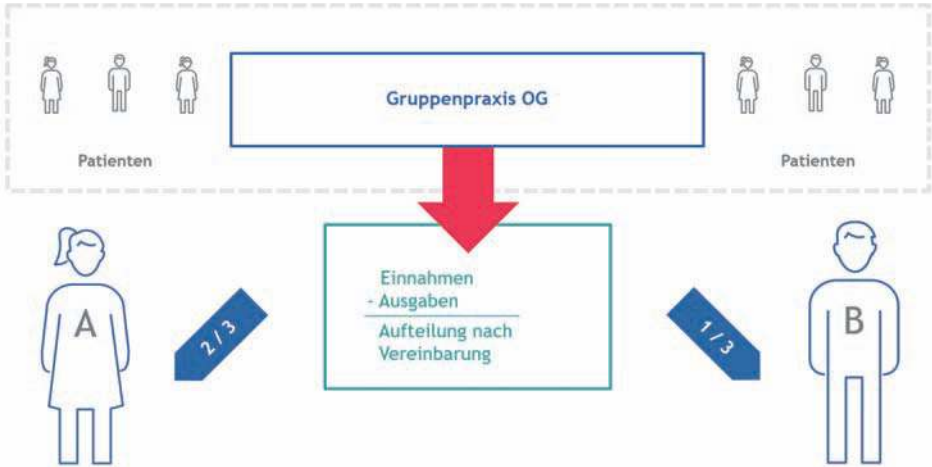 Gruppenpraxis OG
Patienten
Patienten
A
2 / 3
Einnahmen
- Ausgaben
Aufteilung nach
Vereinbarung
1 / 3
B